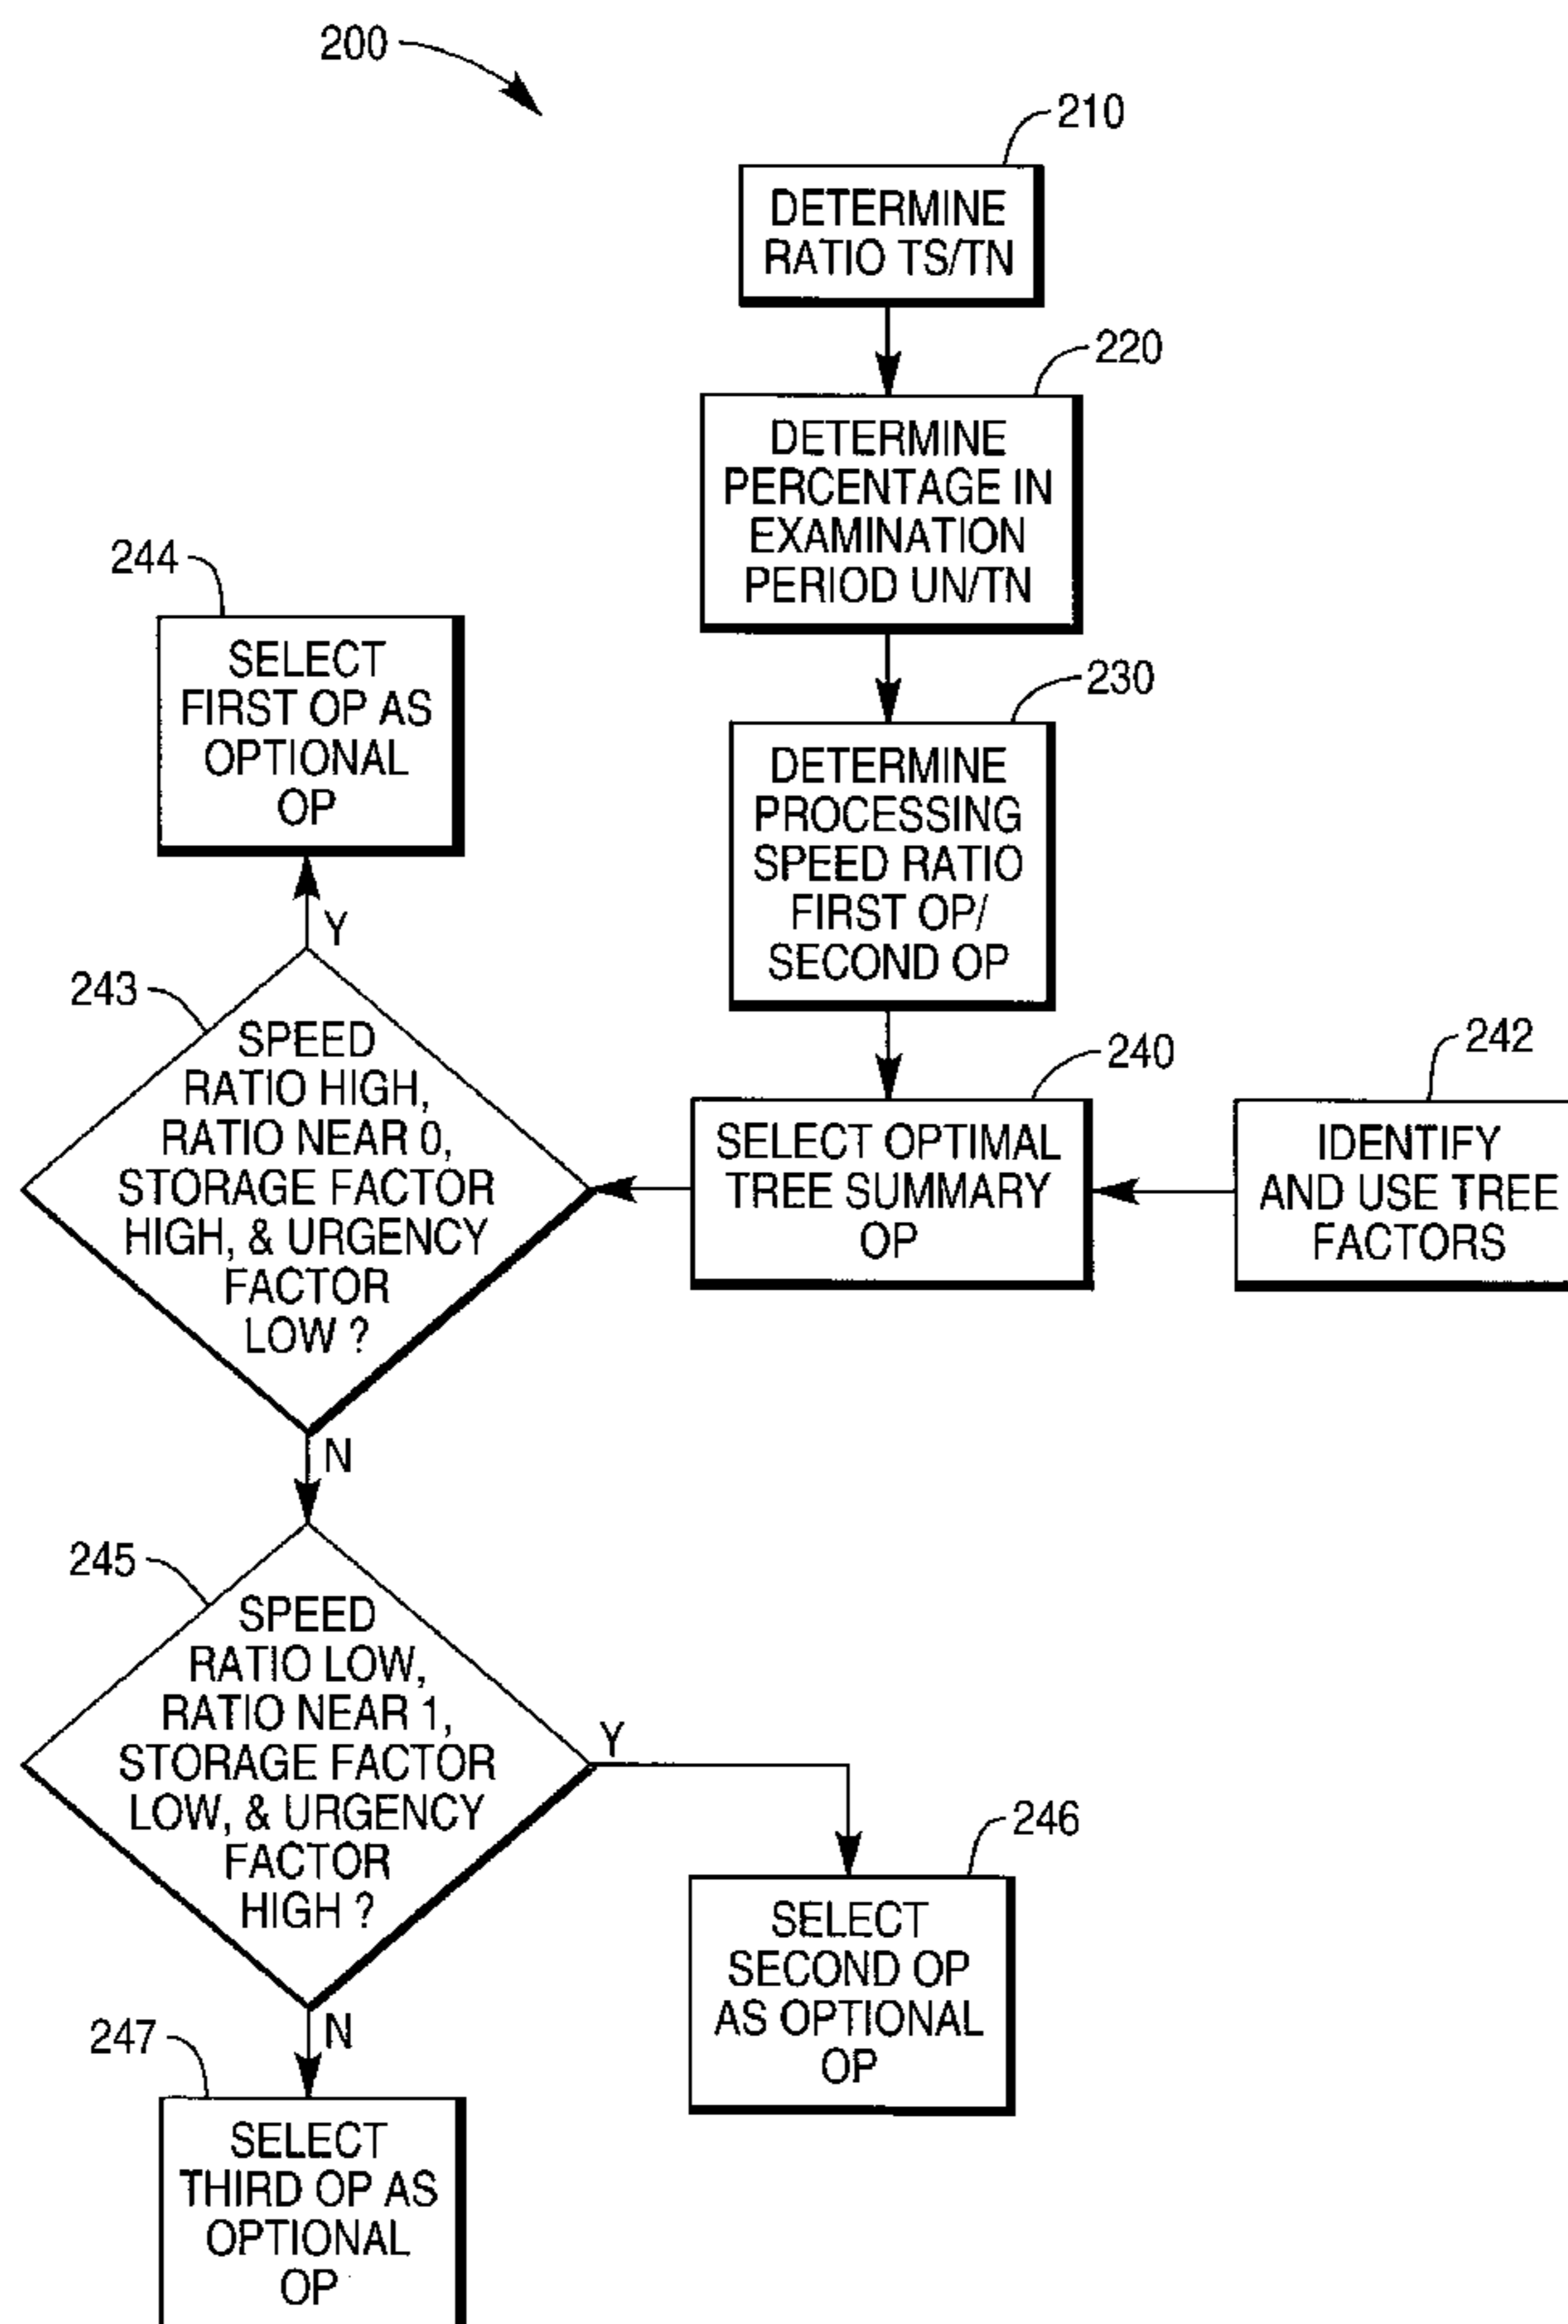 200
210
DETERMINE
RATIO TS/TN
220
DETERMINE
PERCENTAGE IN
EXAMINATION
PERIOD UN/TN
230
DETERMINE
PROCESSING
SPEED RATIO
FIRST OP/
SECOND OP
240
SELECT OPTIMAL
TREE SUMMARY
OP
242
IDENTIFY
AND USE TREE
FACTORS
244
SELECT
FIRST OP AS
OPTIONAL
OP
Y
243
SPEED
RATIO HIGH,
RATIO NEAR 0,
STORAGE FACTOR
HIGH, & URGENCY
FACTOR
LOW ?
N
245
SPEED
RATIO LOW,
RATIO NEAR 1,
STORAGE FACTOR
LOW, & URGENCY
FACTOR
HIGH ?
Y
246
SELECT
SECOND OP
AS OPTIONAL
OP
N
247
SELECT
THIRD OP AS
OPTIONAL
OP